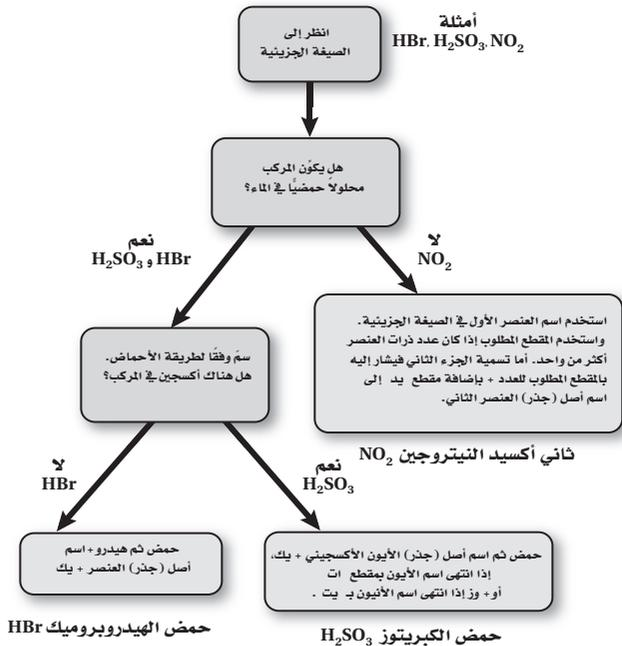 أمثلة
HBr, H₂SO₃, NO₂
انظر إلى
الصيغة الجزيئية
هل يكوّن المركب
محلولاً حمضيًّا في الماء؟
نعم
H₂SO₃ و HBr
لا
NO₂
استخدم اسم العنصر الأول في الصيغة الجزيئية.
واستخدم المقطع المطلوب إذا كان عدد ذرات العنصر
أكثر من واحد. أما تسمية الجزء الثاني فيشار إليه
بالمقطع المطلوب للعدد + بإضافة مقطع يد إلى
اسم أصل (جذر) العنصر الثاني.
ثاني أكسيد النيتروجين NO₂
سمِّ وفقًا لطريقة الأحماض.
هل هناك أكسجين في المركب؟
لا
HBr
نعم
H₂SO₃
حمض ثم هيدرو + اسم
أصل (جذر) العنصر + يك
حمض الهيدروبروميك HBr
حمض ثم اسم أصل (جذر) الأيون الأكسجيني + يك،
إذا انتهى اسم الأيون بمقطع ات
أو + وز إذا انتهى اسم الأنيون بـ يت .
حمض الكبريتوز H₂SO₃